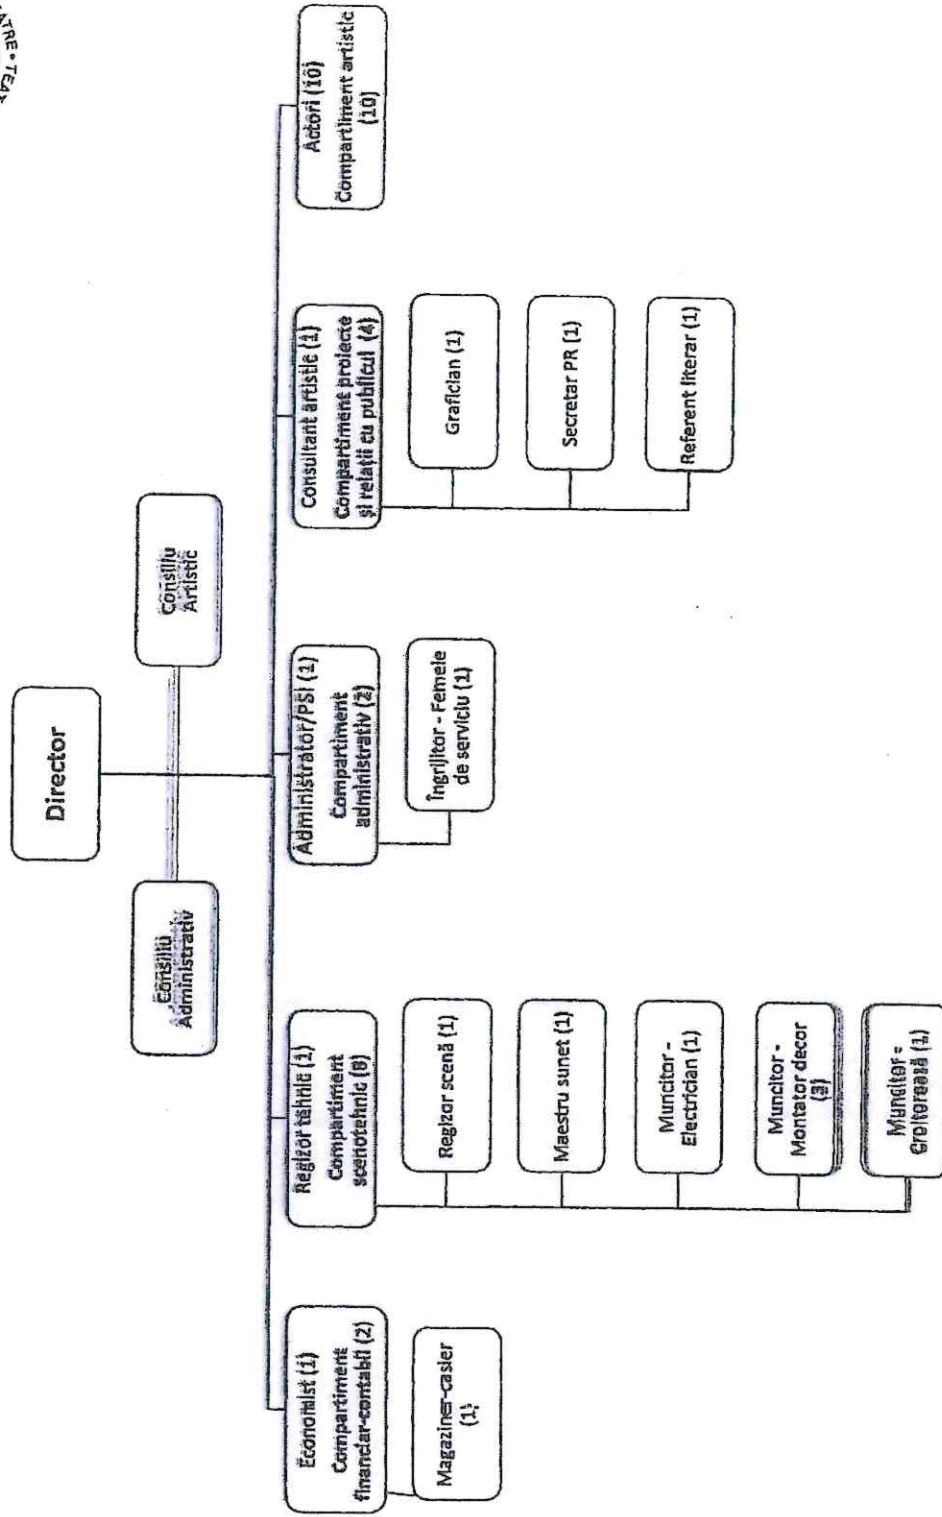 Director
Consiliu
Administrativ
Consiliu
Artistic
Economist (1)
Compartiment
financiar-contabil (2)
Magaziner-casier
(1)
Regizor tehnic (1)
Compartiment
scenotehnic (8)
Regizor scenă (1)
Maestru sunet (1)
Muncitor -
Electrician (1)
Muncitor -
Montator decor
(3)
Muncitor -
Croitorească (1)
Administrator/PSI (1)
Compartiment
administrativ (2)
Îngrijitor - Femeie
de serviciu (1)
Consultant artistic (1)
Compartiment proiecte
și relații cu publicul (4)
Grafician (1)
Secretar PR (1)
Referent literar (1)
Actori (10)
Compartiment artistic
(10)